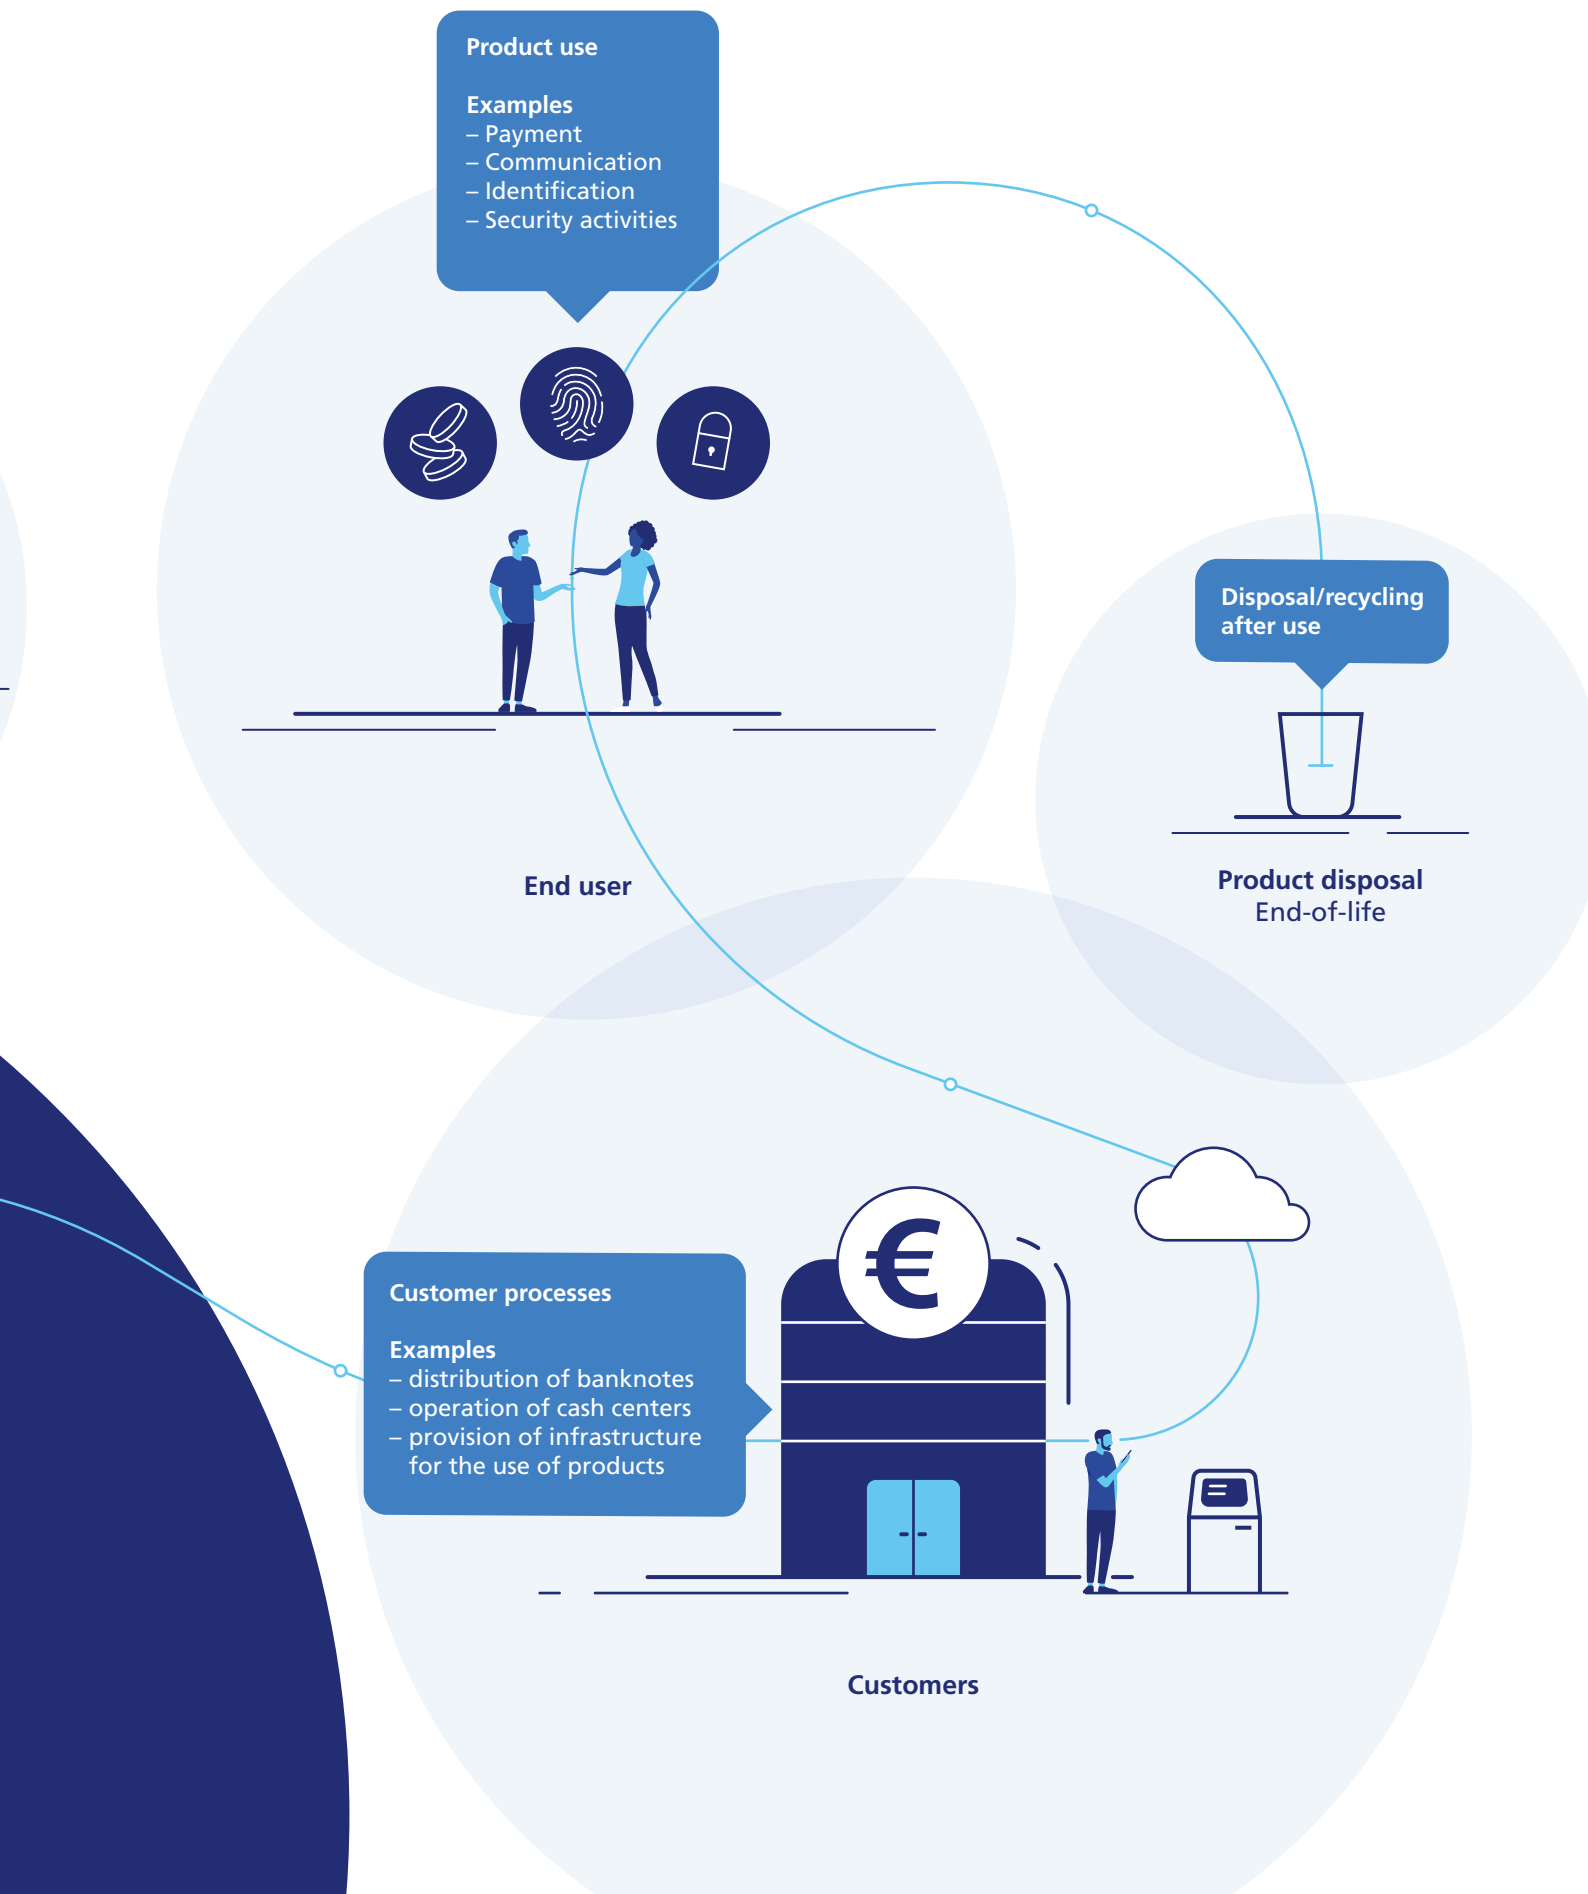 Product use
Examples
– Payment
– Communication
– Identification
– Security activities
Disposal/recycling
after use
End user
Product disposal
End-of-life
€
Customer processes
Examples
– distribution of banknotes
– operation of cash centers
– provision of infrastructure
for the use of products
Customers